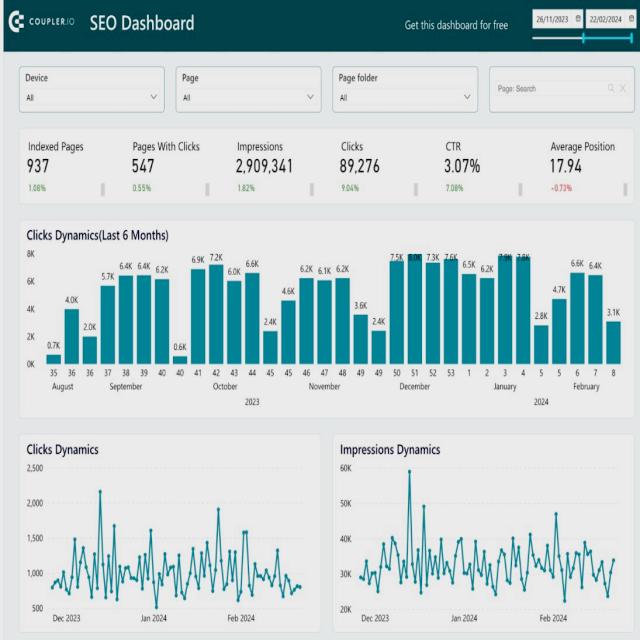 COUPLER.IO SEO Dashboard Get this dashboard for free 26/11/2023 22/02/2024
Device Page Page folder
All All All Page: Search
Indexed Pages Pages With Clicks Impressions Clicks CTR Average Position
937 547 2,909,341 89,276 3.07% 17.94
1.08% 0.55% 1.82% 9.04% 7.08% -0.73%
Clicks Dynamics(Last 6 Months)
8K 6K 4K 2K 0K
0.7K 4.0K 2.0K 5.7K 6.4K 6.4K 6.2K 0.6K 6.9K 7.2K 6.0K 6.6K 2.4K 4.6K 6.2K 6.1K 6.2K 3.6K 2.4K 7.5K 8.0K 7.3K 7.6K 6.5K 6.2K 7.8K 2.8K 4.7K 6.6K 6.4K 3.1K
35 36 36 37 38 39 40 40 41 42 43 44 45 45 46 47 48 49 49 50 51 52 53 1 2 3 4 5 5 6 7 8
August September October November December January February
2023 2024
Clicks Dynamics
2,500
2,000
1,500
1,000
500
Dec 2023 Jan 2024 Feb 2024
Impressions Dynamics
60K
50K
40K
30K
20K
Dec 2023 Jan 2024 Feb 2024